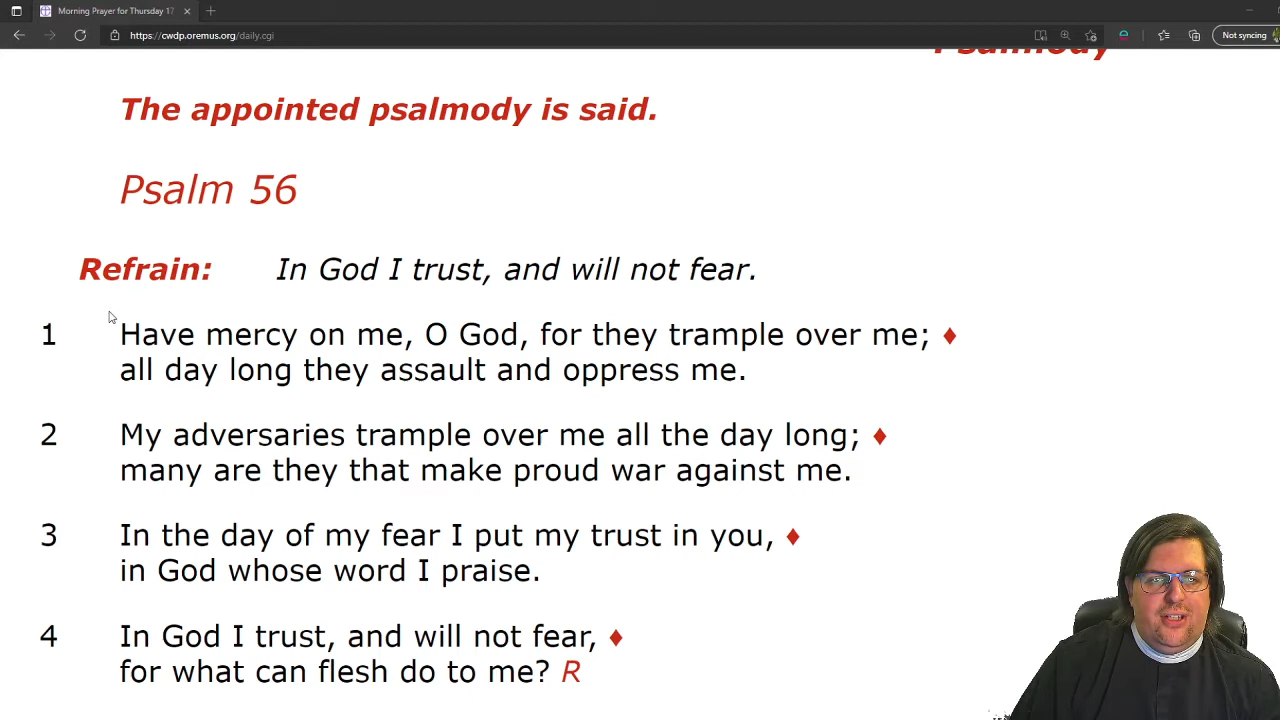 Morning Prayer for Thursday 17
https://cwdp.oremus.org/daily.cgi
Not syncing
Psalmody
The appointed psalmody is said.
Psalm 56
Refrain: In God I trust, and will not fear.
1 Have mercy on me, O God, for they trample over me; ♦
all day long they assault and oppress me.
2 My adversaries trample over me all the day long; ♦
many are they that make proud war against me.
3 In the day of my fear I put my trust in you, ♦
in God whose word I praise.
4 In God I trust, and will not fear, ♦
for what can flesh do to me? R